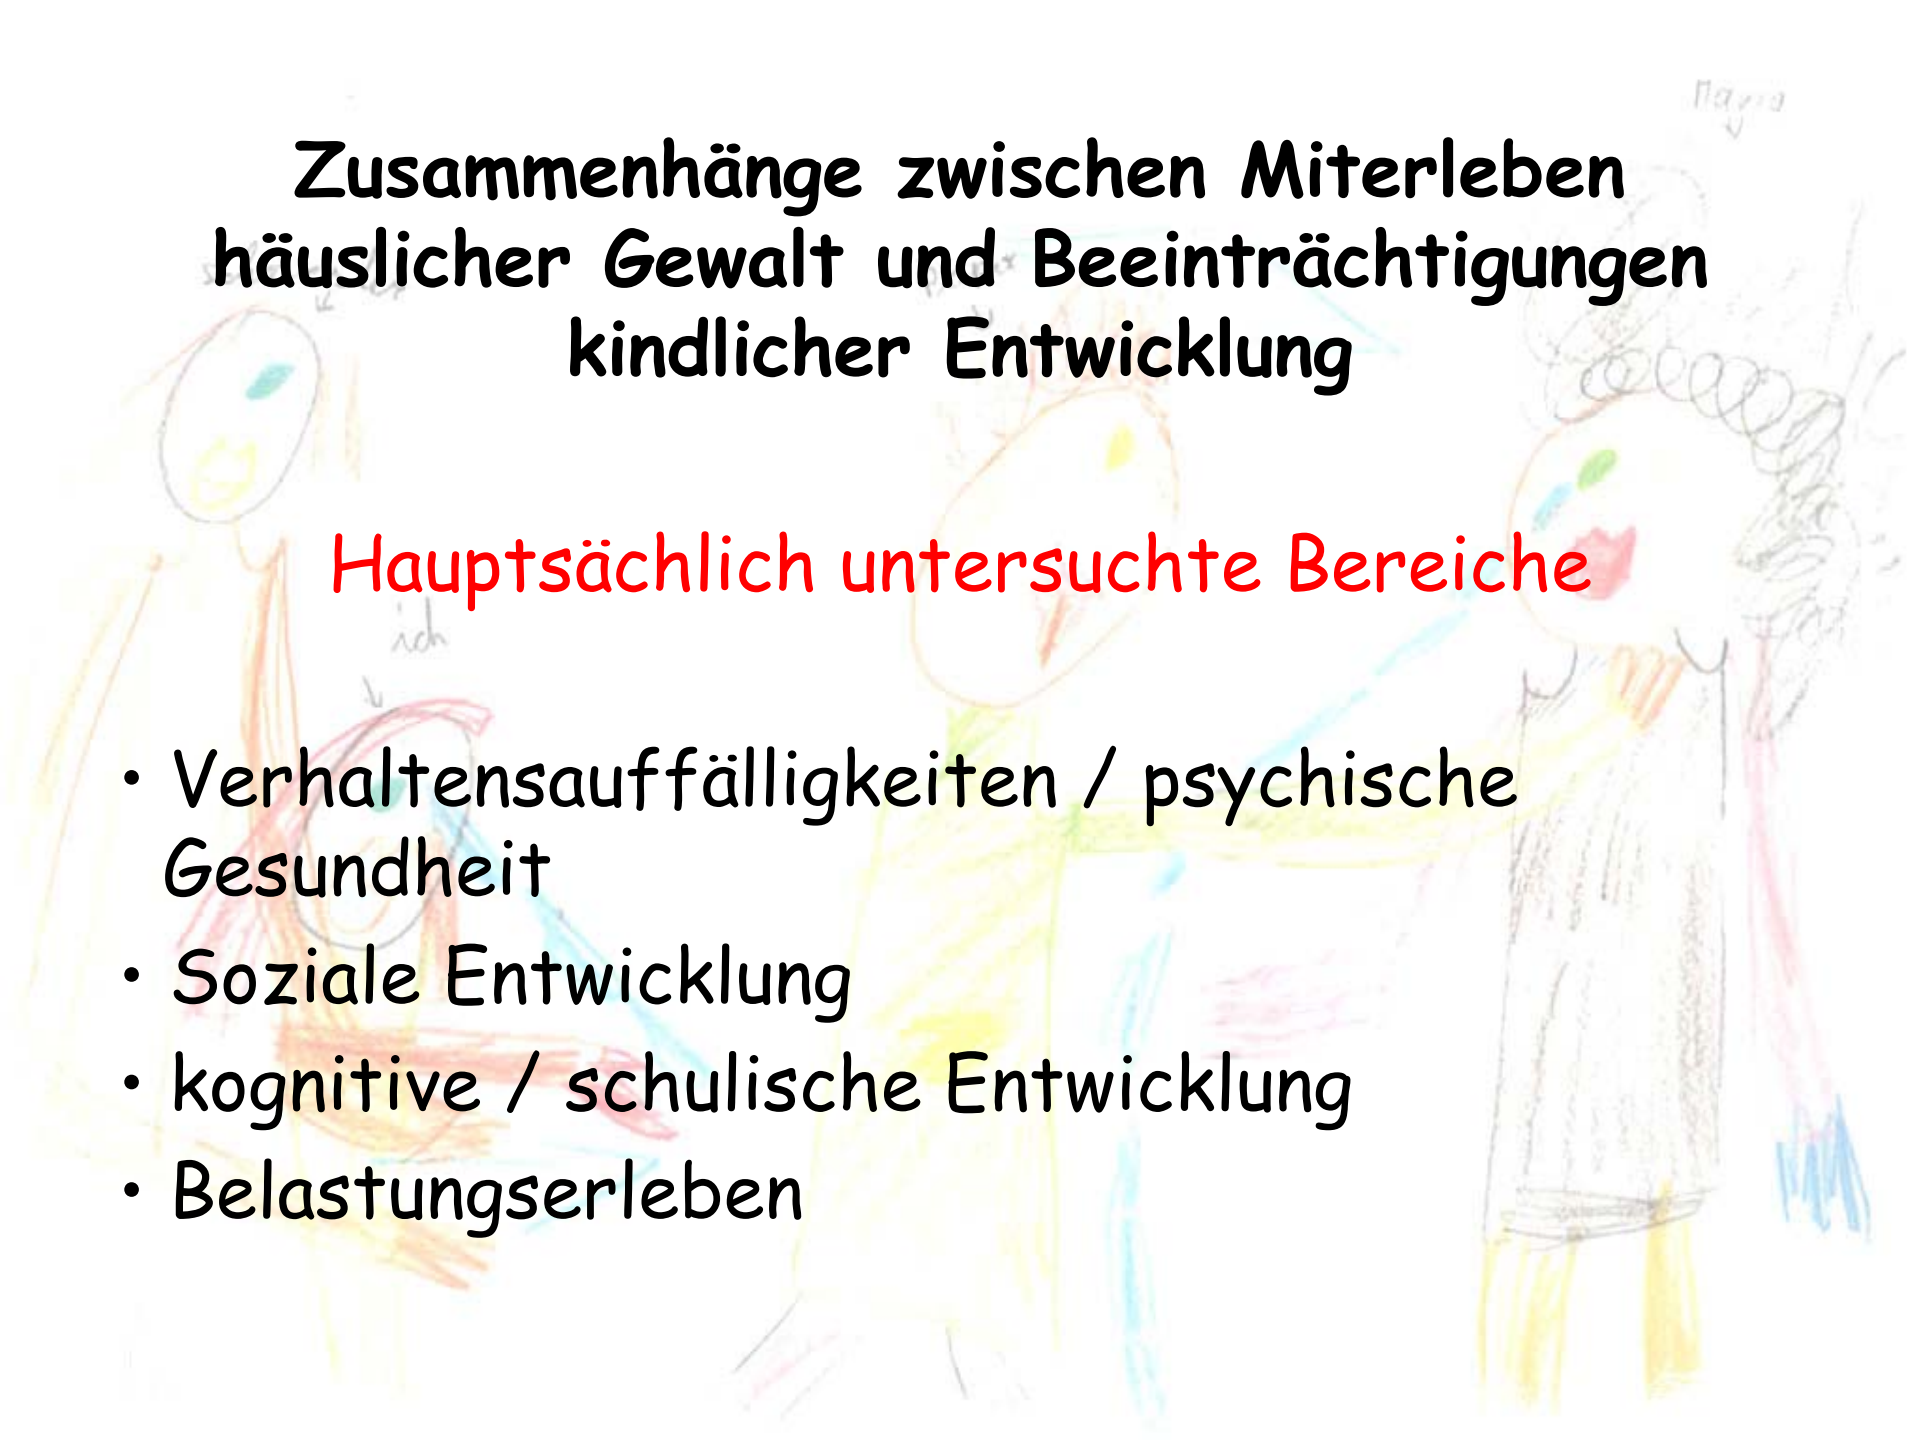 Zusammenhänge zwischen Miterleben
häuslicher Gewalt und Beeinträchtigungen
kindlicher Entwicklung
Hauptsächlich untersuchte Bereiche
ich
• Verhaltensauffälligkeiten / psychische
Gesundheit
• Soziale Entwicklung
• kognitive / schulische Entwicklung
• Belastungserleben